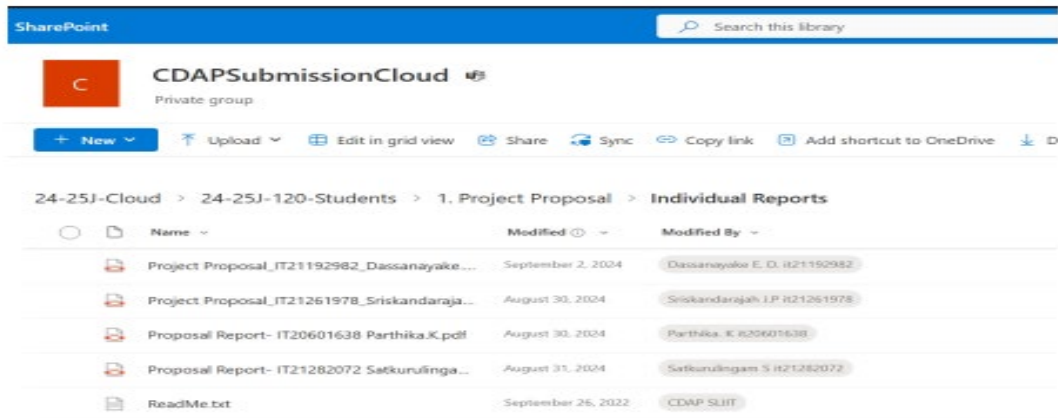 SharePoint Search this library
C
CDAPSubmissionCloud
Private group
+ New Upload Edit in grid view Share Sync Copy link Add shortcut to OneDrive D
24-25J-Cloud > 24-25J-120-Students > 1. Project Proposal > Individual Reports
Name Modified Modified By
Project Proposal_IT21192982_Dassanayake.... September 2, 2024 Dassanayake E. D. it21192982
Project Proposal_IT21261978_Sriskandaraja... August 30, 2024 Sriskandarajah J.P it21261978
Proposal Report- IT20601638 Parthika.K.pdf August 30, 2024 Parthika. K it20601638
Proposal Report- IT21282072 Satkurulinga... August 31, 2024 Satkurulingam S it21282072
ReadMe.txt September 26, 2022 CDAP SLIIT